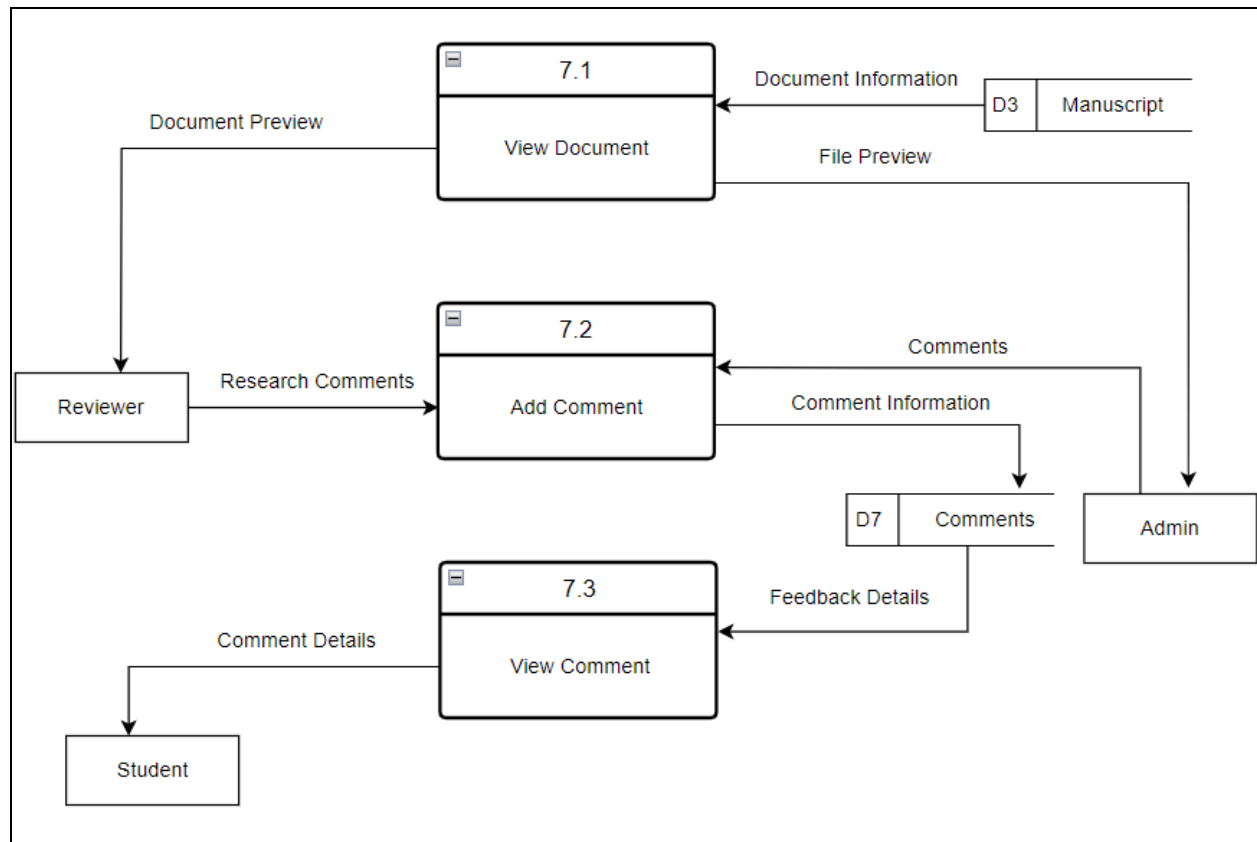 7.1
Document Information
D3
Manuscript
Document Preview
View Document
File Preview
7.2
Comments
Research Comments
Reviewer
Add Comment
Comment Information
D7
Comments
Admin
7.3
Feedback Details
Comment Details
View Comment
Student